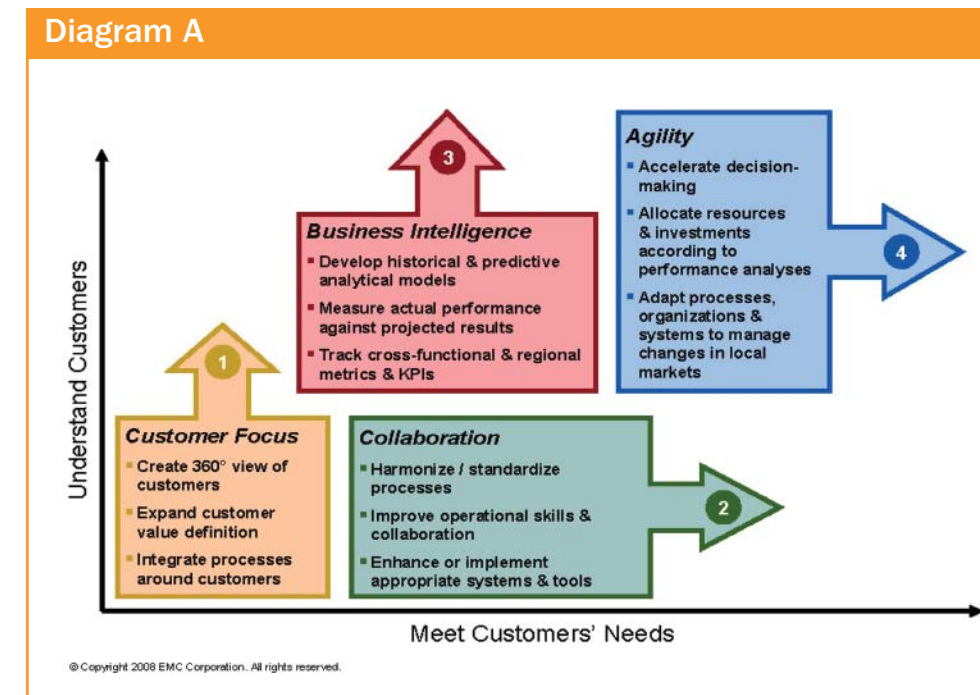 Diagram A
Understand Customers
3
Business Intelligence
▪ Develop historical & predictive
analytical models
▪ Measure actual performance
against projected results
▪ Track cross-functional & regional
metrics & KPIs
Agility
▪ Accelerate decision-
making
▪ Allocate resources
& investments
according to
performance analyses
▪ Adapt processes,
organizations &
systems to manage
changes in local
markets
4
1
Customer Focus
▪ Create 360° view of
customers
▪ Expand customer
value definition
▪ Integrate processes
around customers
Collaboration
▪ Harmonize / standardize
processes
▪ Improve operational skills &
collaboration
▪ Enhance or implement
appropriate systems & tools
2
Meet Customers' Needs
© Copyright 2008 EMC Corporation. All rights reserved.